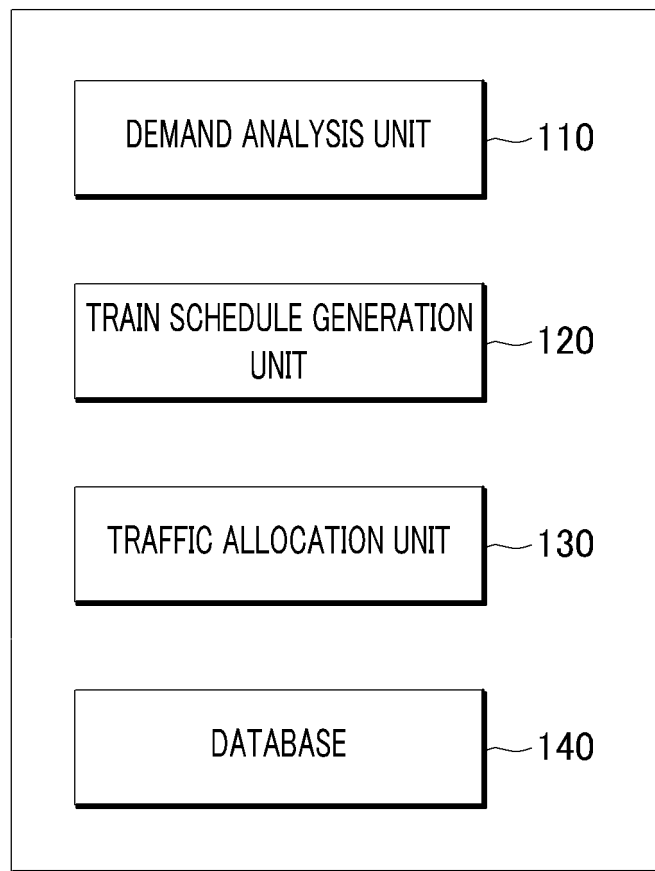 DEMAND ANALYSIS UNIT
110
TRAIN SCHEDULE GENERATION
UNIT
120
TRAFFIC ALLOCATION UNIT
130
DATABASE
140